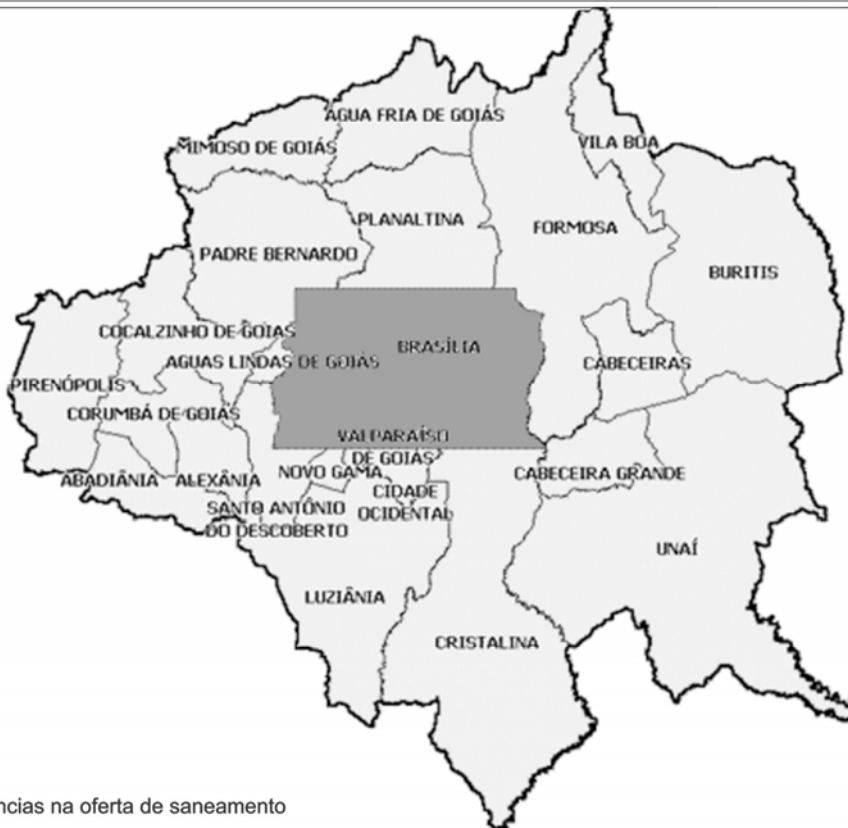 ÁGUA FRIA DE GOIÁS
MIMOSO DE GOIÁS
VILA BOA
PLANALTINA
FORMOSA
PADRE BERNARDO
BURITIS
COCALZINHO DE GOIÁS
BRASÍLIA
AGUAS LINDAS DE GOIÁS
CABECEIRAS
PIRENÓPOLIS
CORUMBÁ DE GOIÁS
VALPARAÍSO
DE GOIÁS
NOVO GAMA
CABECEIRA GRANDE
ABADIÂNIA
ALEXÂNIA
CIDADE
OCIDENTAL
SANTO ANTÔNIO
DO DESCOBERTO
UNAÍ
LUZIÂNIA
CRISTALINA
ncias na oferta de saneamento